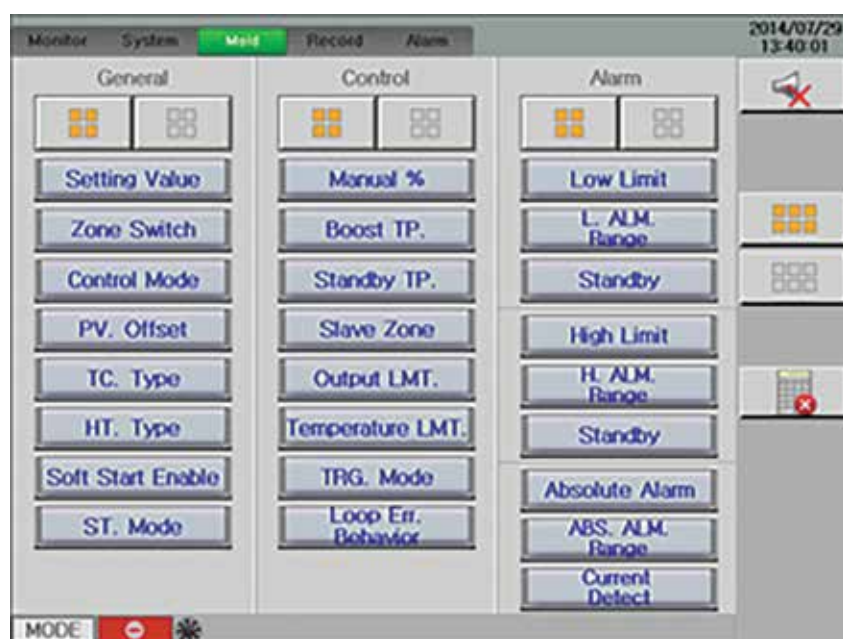 Monitor System Mold Record Alarm
2014/07/29
13:40:01
General
Setting Value
Zone Switch
Control Mode
PV. Offset
TC. Type
HT. Type
Soft Start Enable
ST. Mode
Control
Manual %
Boost TP.
Standby TP.
Slave Zone
Output LMT.
Temperature LMT.
TRG. Mode
Loop Err.
Behavior
Alarm
Low Limit
L. ALM.
Range
Standby
High Limit
H. ALM.
Range
Standby
Absolute Alarm
ABS. ALM.
Range
Current
Detect
MODE